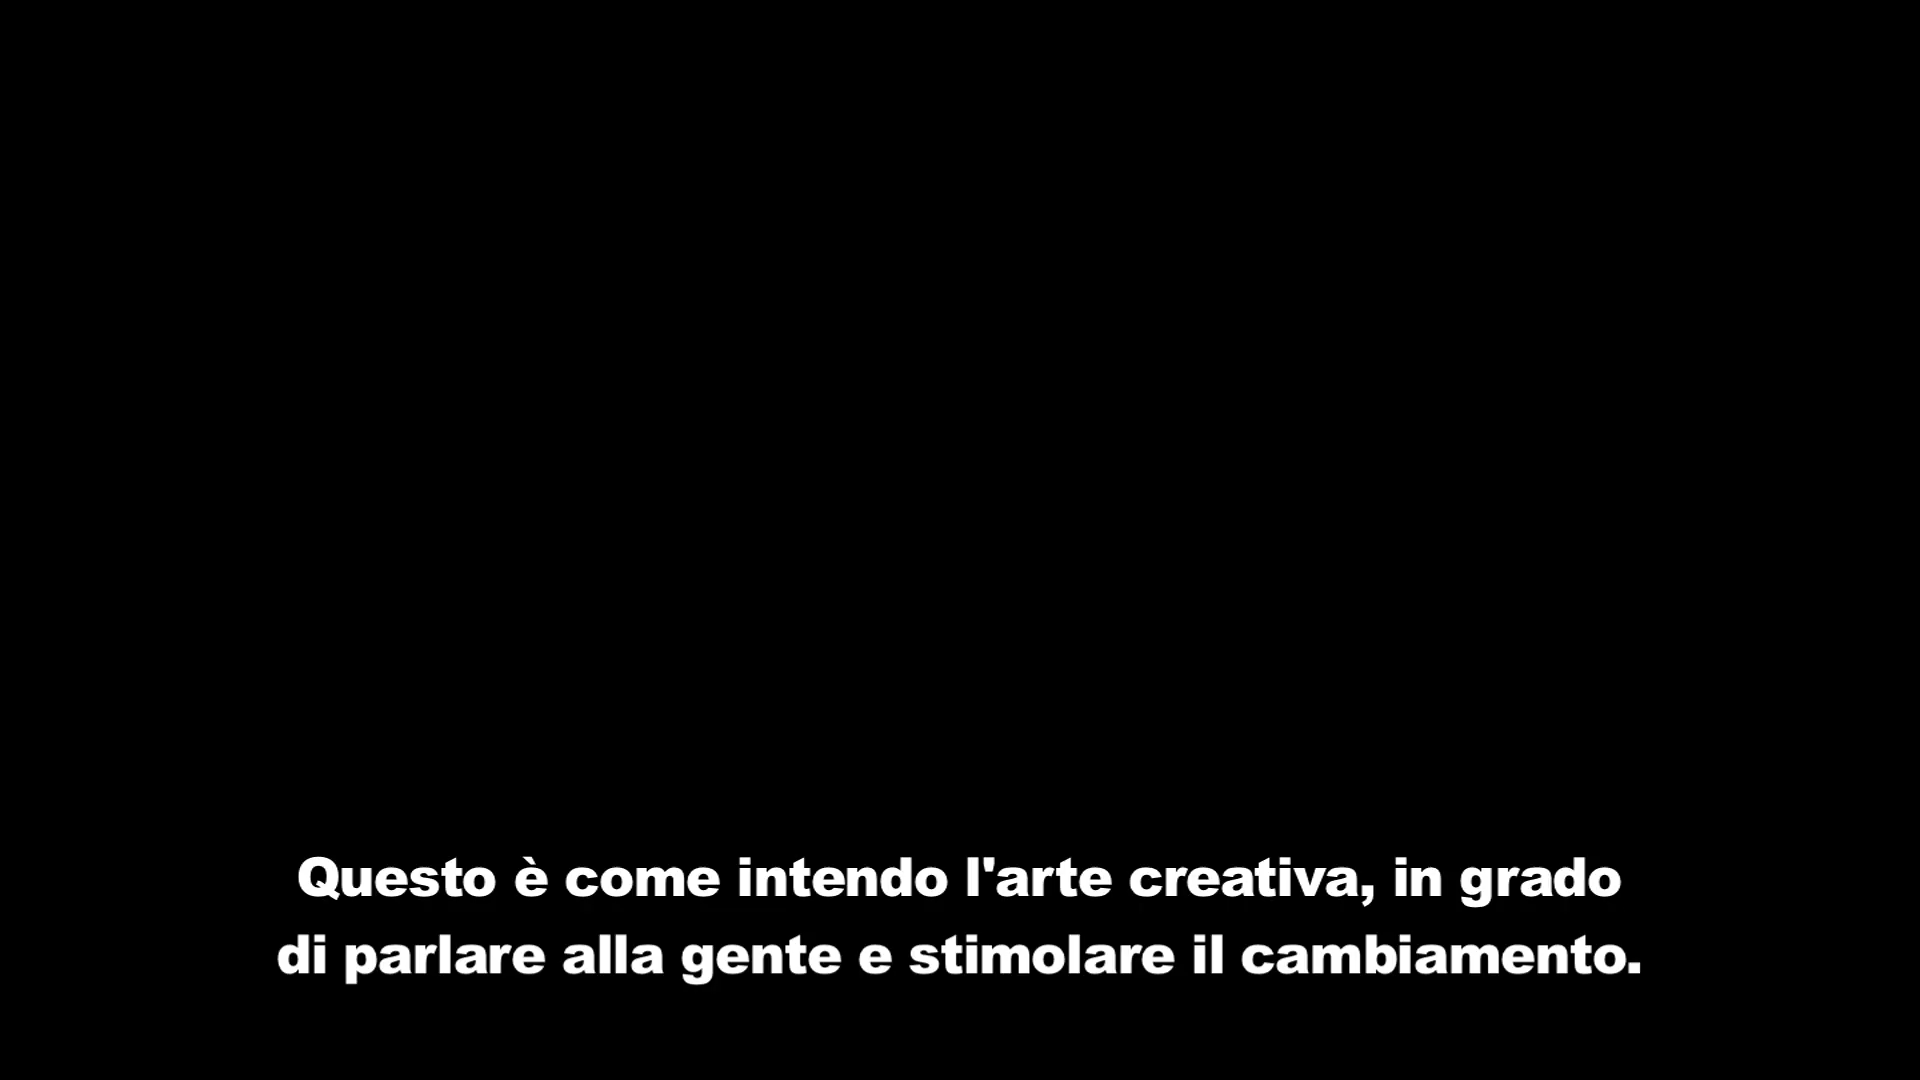 Questo è come intendo l'arte creativa, in grado
di parlare alla gente e stimolare il cambiamento.